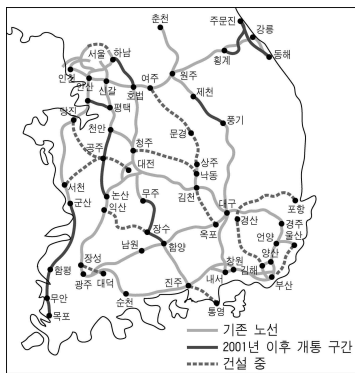 춘천
주문진
강릉
서울
하남
횡계
동해
인천
안산
신갈
호법
여주
원주
당진
평택
제천
풍기
천안
문경
공주
청주
상주
대전
낙동
서천
논산
무주
김천
대구
포항
군산
익산
경산
경주
장수
옥포
언양
울산
남원
함양
양산
함평
장성
창원
김해
광주
대덕
진주
내서
부산
무안
순천
통영
목포
기존 노선
2001년 이후 개통 구간
건설 중